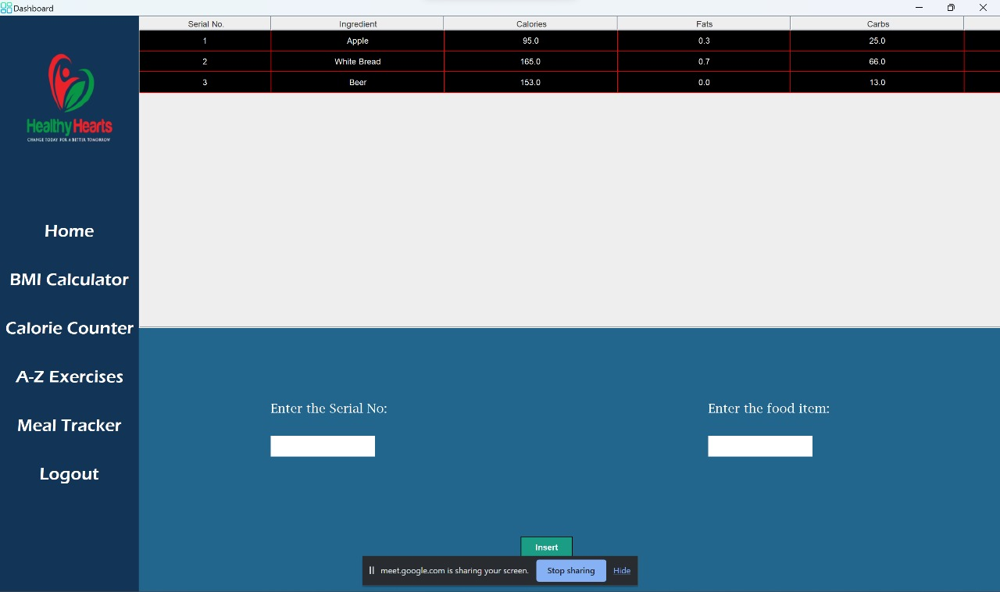 Dashboard
Serial No. Ingredient Calories Fats Carbs
1 Apple 95.0 0.3 25.0
2 White Bread 165.0 0.7 66.0
3 Beer 153.0 0.0 13.0
HealthyHearts
CHANGE TODAY FOR A BETTER TOMORROW
Home
BMI Calculator
Calorie Counter
A-Z Exercises
Meal Tracker
Logout
Enter the Serial No:
Enter the food item:
Insert
meet.google.com is sharing your screen. Stop sharing Hide